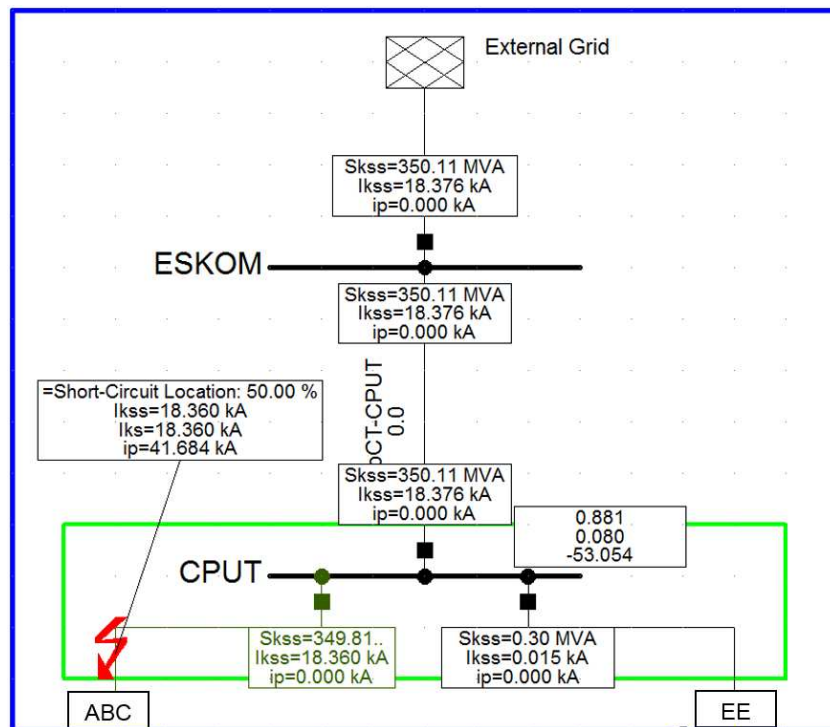 External Grid
Skss=350.11 MVA
Ikss=18.376 kA
ip=0.000 kA
ESKOM
Skss=350.11 MVA
Ikss=18.376 kA
ip=0.000 kA
=Short-Circuit Location: 50.00 %
Ikss=18.360 kA
Iks=18.360 kA
ip=41.684 kA
0.0
Skss=350.11 MVA
Ikss=18.376 kA
ip=0.000 kA
0.881
0.080
-53.054
CPUT
Skss=349.81..
Ikss=18.360 kA
ip=0.000 kA
Skss=0.30 MVA
Ikss=0.015 kA
ip=0.000 kA
ABC
EE